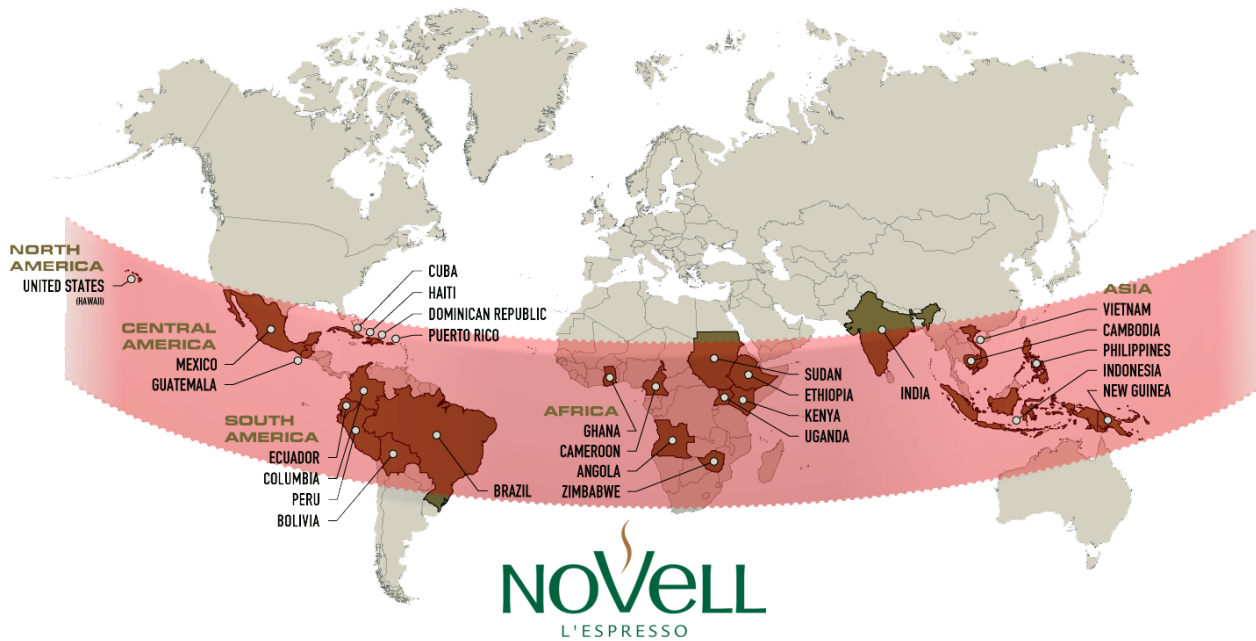 NORTH
AMERICA
UNITED STATES
(HAWAII)
CENTRAL
AMERICA
MEXICO
GUATEMALA
CUBA
HAITI
DOMINICAN REPUBLIC
PUERTO RICO
SOUTH
AMERICA
ECUADOR
COLUMBIA
PERU
BOLIVIA
BRAZIL
AFRICA
GHANA
CAMEROON
ANGOLA
ZIMBABWE
SUDAN
ETHIOPIA
KENYA
UGANDA
INDIA
ASIA
VIETNAM
CAMBODIA
PHILIPPINES
INDONESIA
NEW GUINEA
NOVeLL
L'ESPRESSO